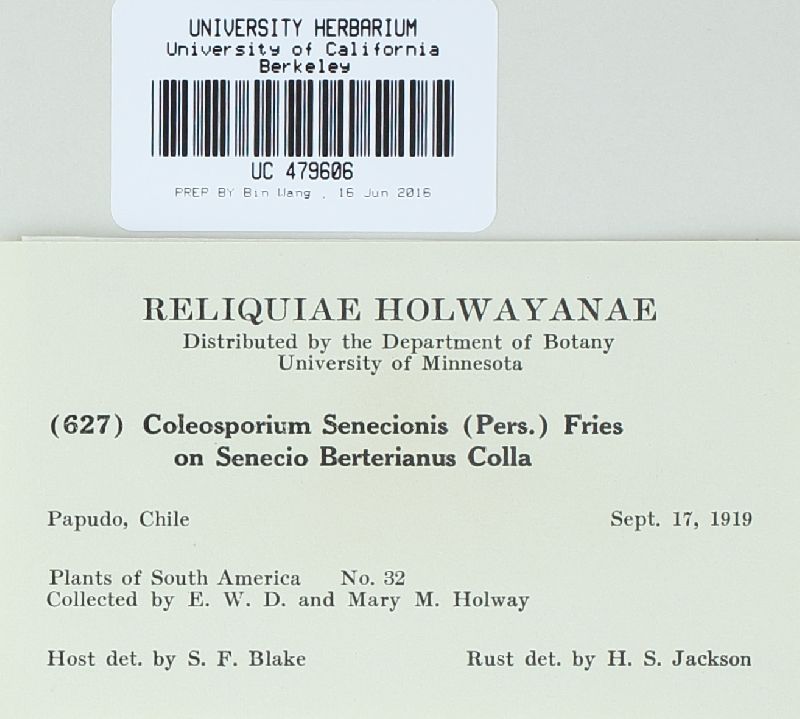 UNIVERSITY HERBARIUM
University of California
Berkeley
UC 479606
PREP BY Bin Wang , 16 Jun 2016
RELIQUIAE HOLWAYANAE
Distributed by the Department of Botany
University of Minnesota
(627) Coleosporium Senecionis (Pers.) Fries
on Senecio Berterianus Colla
Papudo, Chile Sept. 17, 1919
Plants of South America No. 32
Collected by E. W. D. and Mary M. Holway
Host det. by S. F. Blake Rust det. by H. S. Jackson